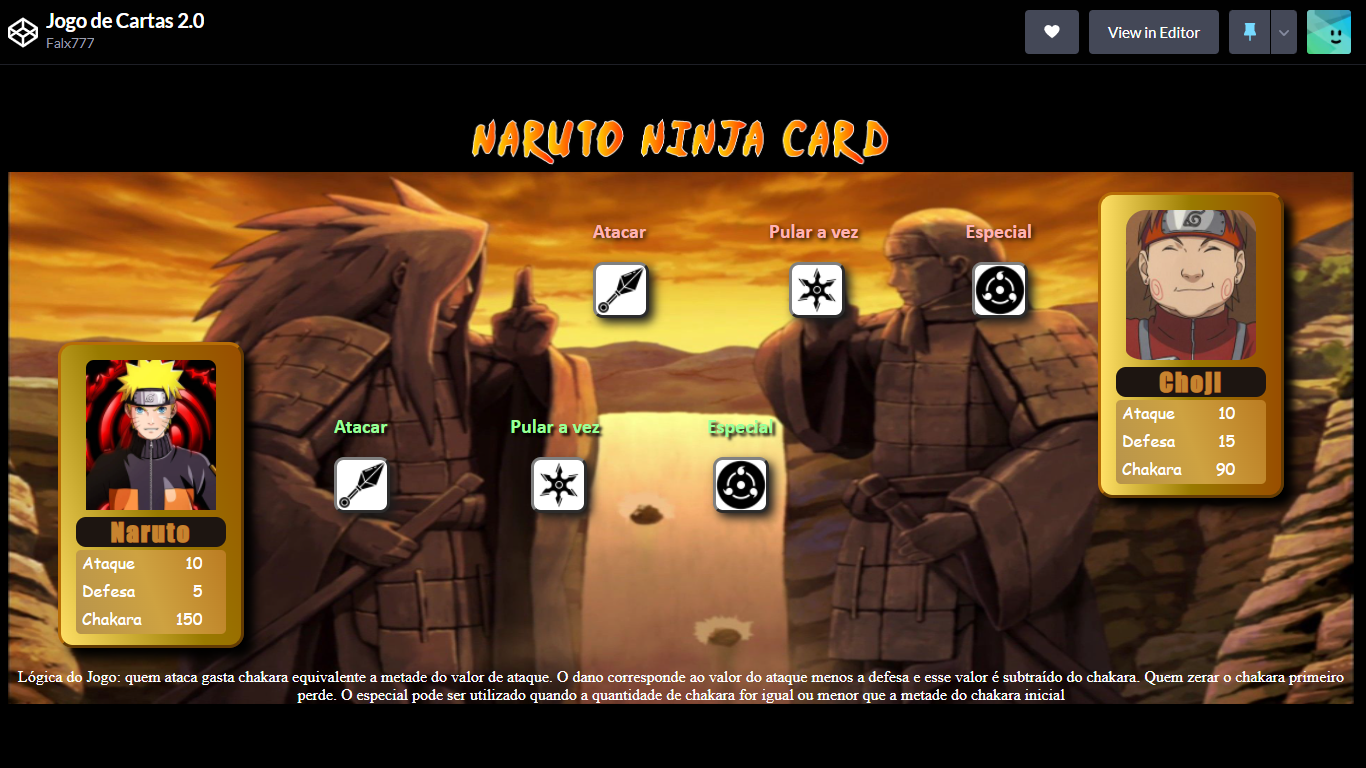 Jogo de Cartas 2.0
Falx777
View in Editor
NARUTO NINJA CARD
Atacar Pular a vez Especial
Choji
Ataque 10
Defesa 15
Chakara 90
Atacar Pular a vez Especial
Naruto
Ataque 10
Defesa 5
Chakara 150
Lógica do Jogo: quem ataca gasta chakara equivalente a metade do valor de ataque. O dano corresponde ao valor do ataque menos a defesa e esse valor é subtraído do chakara. Quem zerar o chakara primeiro
perde. O especial pode ser utilizado quando a quantidade de chakara for igual ou menor que a metade do chakara inicial